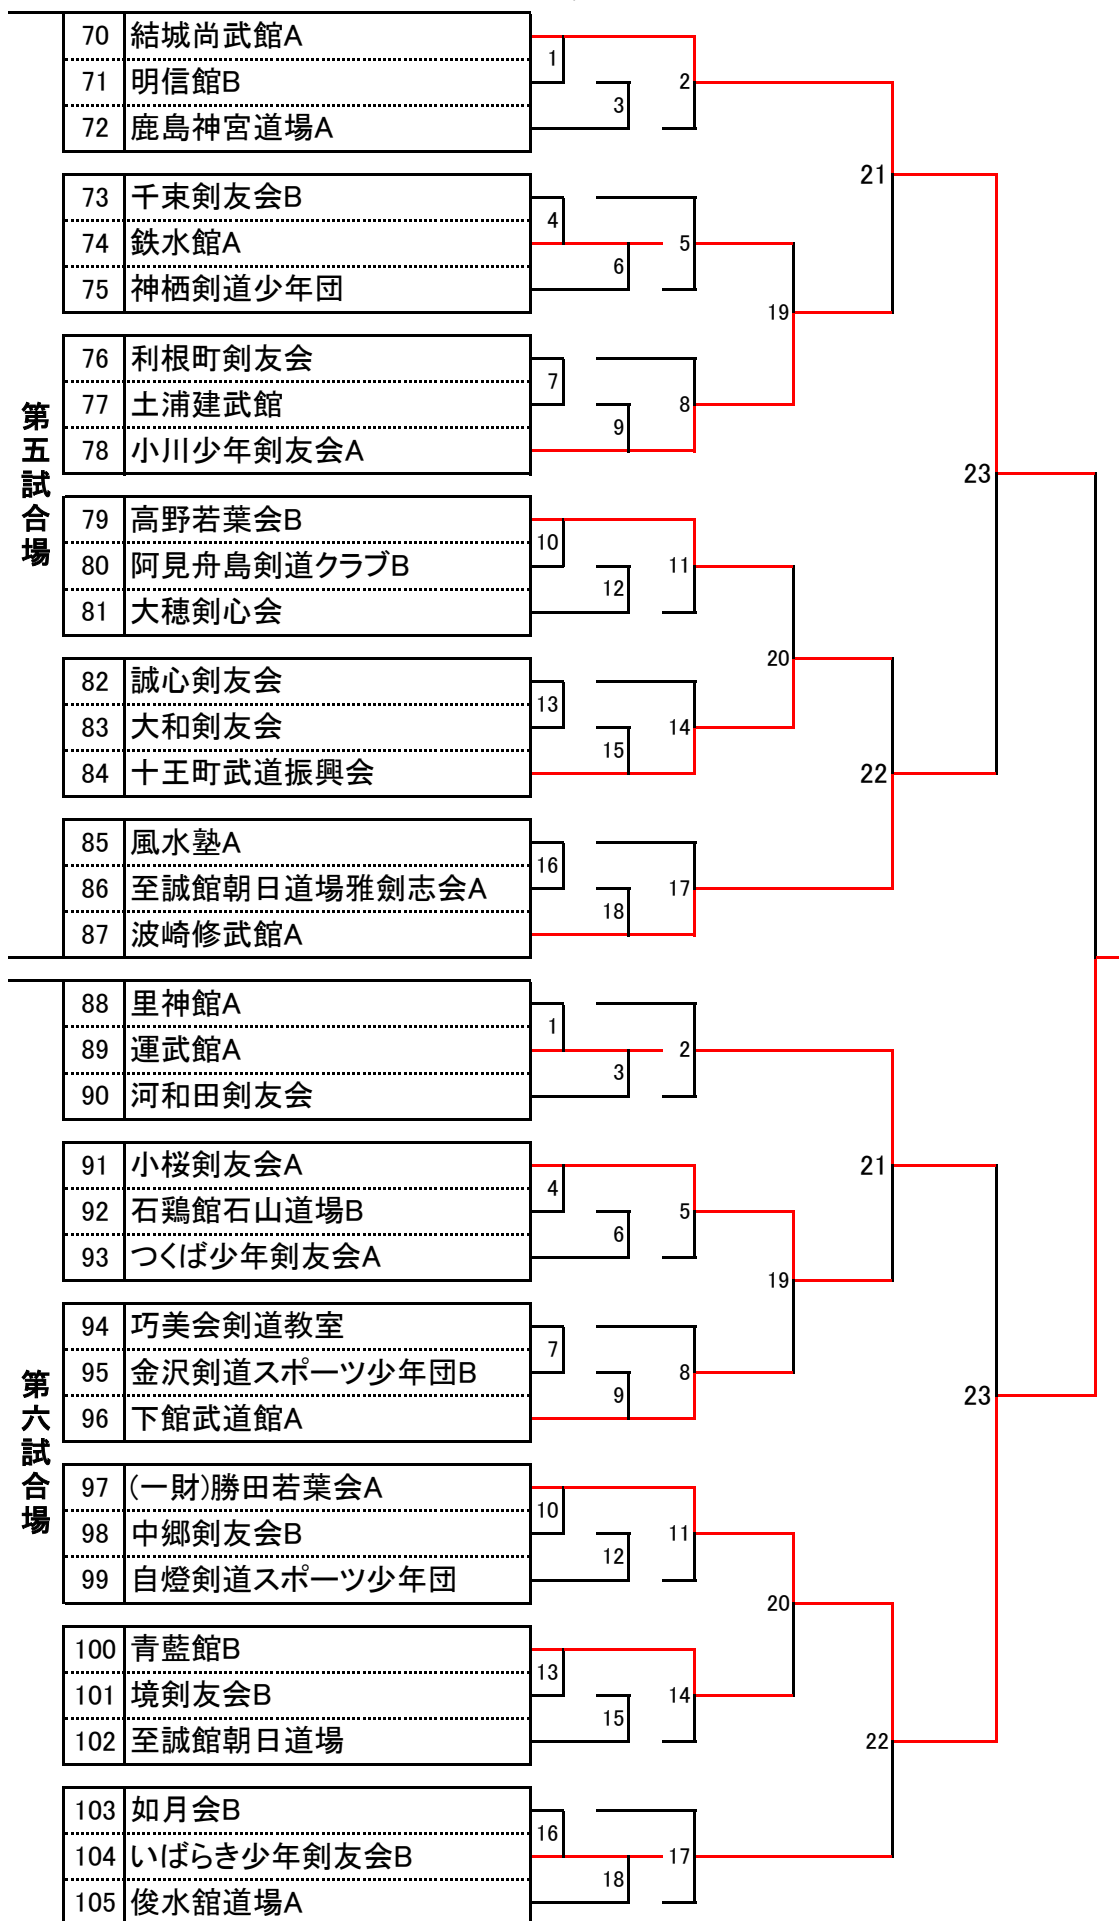 第五試合場
70 結城尚武館A
71 明信館B
72 鹿島神宮道場A
1
3
2
73 千束剣友会B
74 鉄水館A
75 神栖剣道少年団
4
6
5
76 利根町剣友会
77 土浦建武館
78 小川少年剣友会A
7
9
8
79 高野若葉会B
80 阿見舟島剣道クラブB
81 大穂剣心会
10
12
11
82 誠心剣友会
83 大和剣友会
84 十王町武道振興会
13
15
14
85 風水塾A
86 至誠館朝日道場雅劍志会A
87 波崎修武館A
16
18
17
19
20
21
22
23
第六試合場
88 里神館A
89 運武館A
90 河和田剣友会
1
3
2
91 小桜剣友会A
92 石鶏館石山道場B
93 つくば少年剣友会A
4
6
5
94 巧美会剣道教室
95 金沢剣道スポーツ少年団B
96 下館武道館A
7
9
8
97 (一財)勝田若葉会A
98 中郷剣友会B
99 自燈剣道スポーツ少年団
10
12
11
100 青藍館B
101 境剣友会B
102 至誠館朝日道場
13
15
14
103 如月会B
104 いばらき少年剣友会B
105 俊水舘道場A
16
18
17
19
20
21
22
23